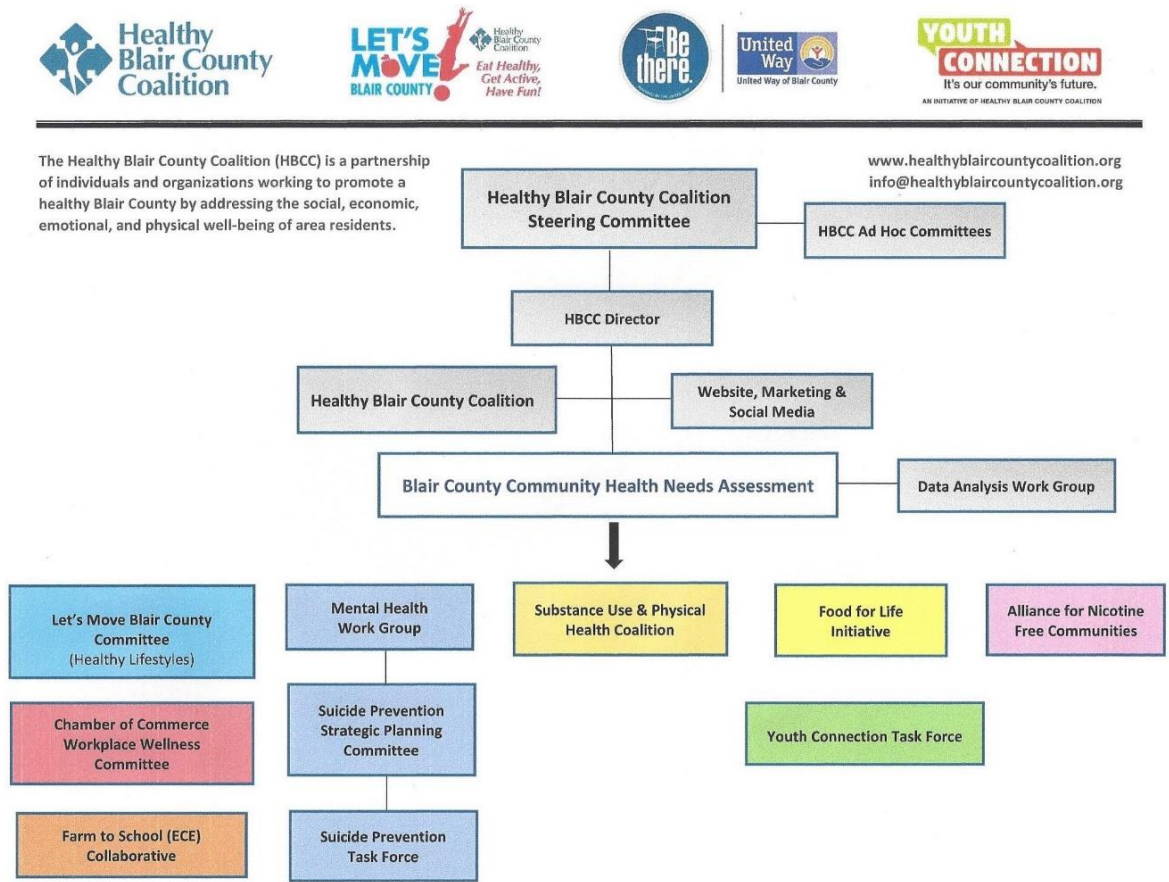 Healthy
Blair County
Coalition
LET'S
MOVE
BLAIR COUNTY
Healthy
Blair County
Coalition
Eat Healthy,
Get Active,
Have Fun!
Be
there.
United
Way
United Way of Blair County
YOUTH
CONNECTION
It's our community's future.
AN INITIATIVE OF HEALTHY BLAIR COUNTY COALITION
The Healthy Blair County Coalition (HBCC) is a partnership
of individuals and organizations working to promote a
healthy Blair County by addressing the social, economic,
emotional, and physical well-being of area residents.
www.healthyblaircountycoalition.org
info@healthyblaircountycoalition.org
Healthy Blair County Coalition
Steering Committee
HBCC Ad Hoc Committees
HBCC Director
Healthy Blair County Coalition
Website, Marketing &
Social Media
Blair County Community Health Needs Assessment
Data Analysis Work Group
Let's Move Blair County
Committee
(Healthy Lifestyles)
Mental Health
Work Group
Substance Use & Physical
Health Coalition
Food for Life
Initiative
Alliance for Nicotine
Free Communities
Chamber of Commerce
Workplace Wellness
Committee
Suicide Prevention
Strategic Planning
Committee
Youth Connection Task Force
Farm to School (ECE)
Collaborative
Suicide Prevention
Task Force